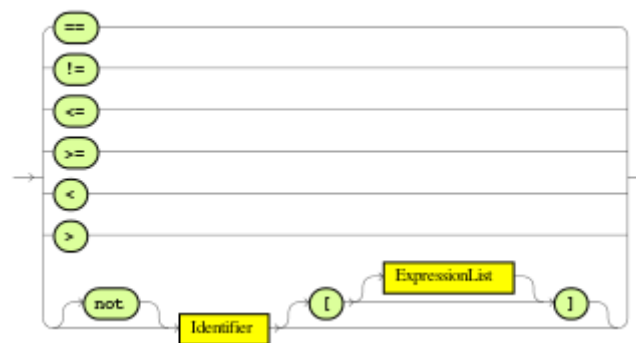 ==
!=
<=
>=
<
>
ExpressionList
not [ ]
Identifier